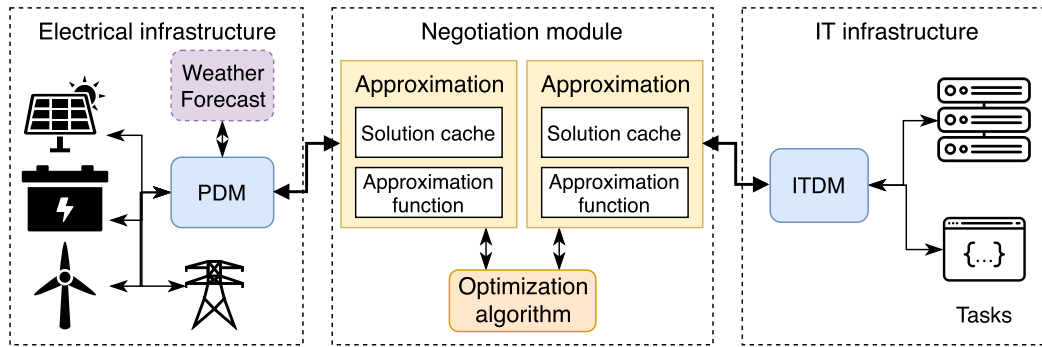 Electrical infrastructure
Weather
Forecast
PDM
Negotiation module
Approximation
Solution cache
Approximation
function
Approximation
Solution cache
Approximation
function
Optimization
algorithm
IT infrastructure
ITDM
{...}
Tasks